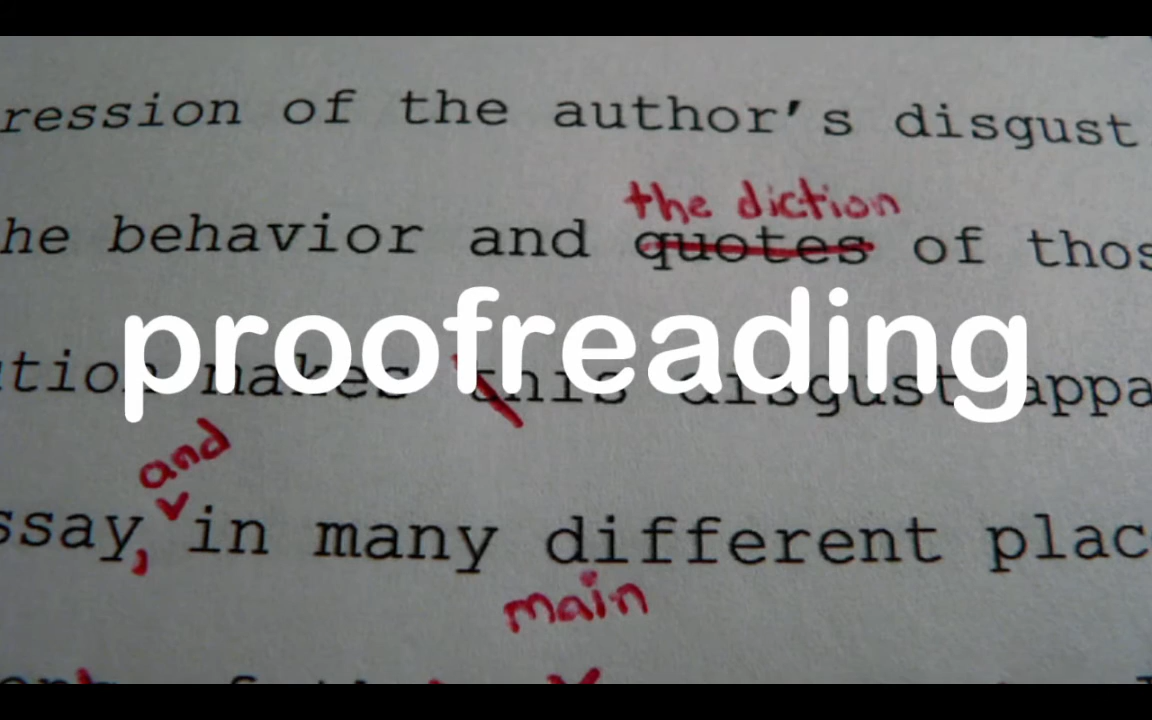 ression of the author's disgust
the diction
he behavior and quotes of thos
proofreading
tion makes this disgust appa
and
ssay, in many different plac
main